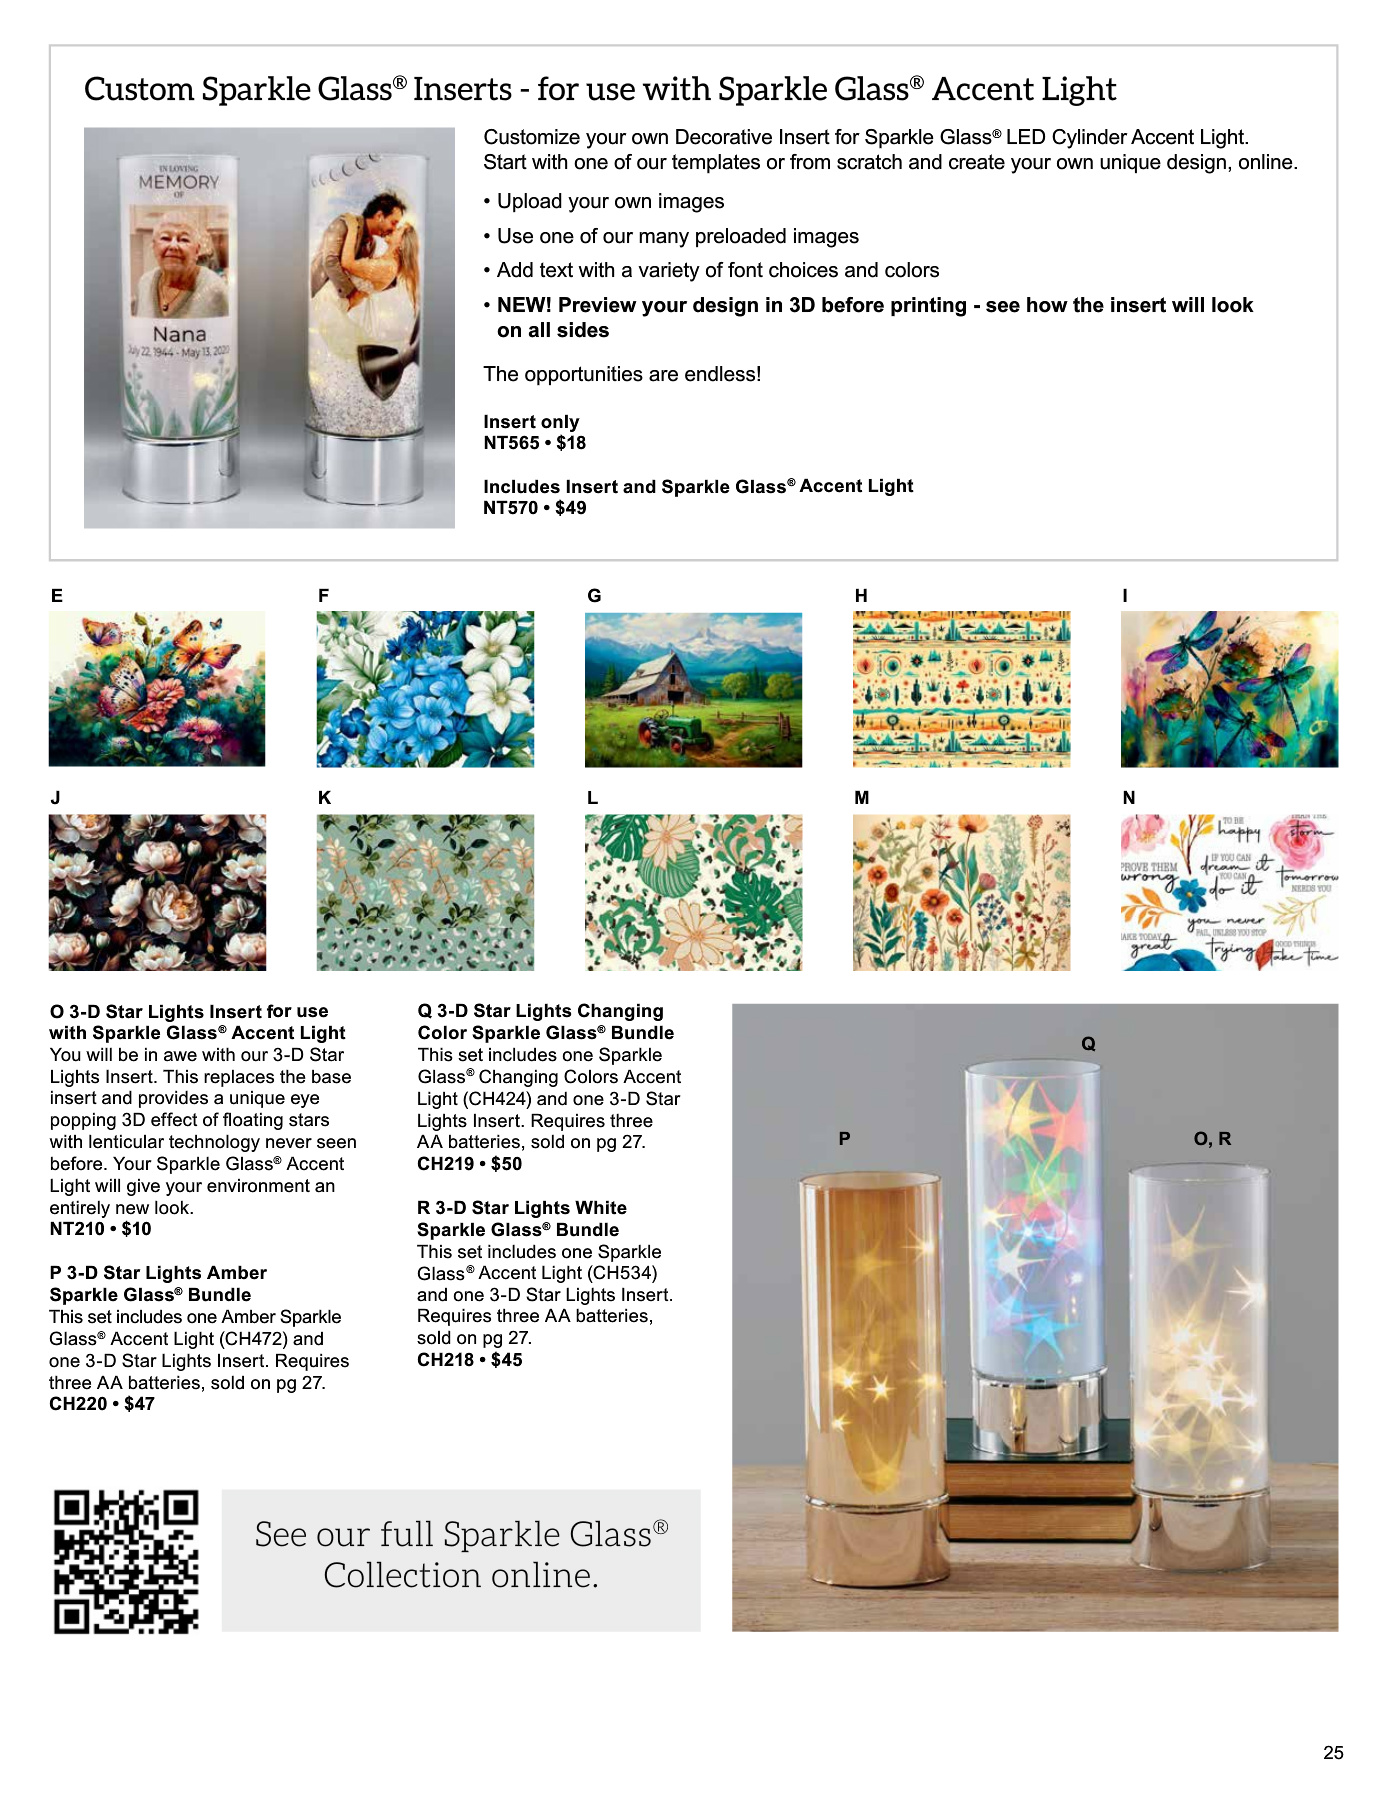 Custom Sparkle Glass® Inserts - for use with Sparkle Glass® Accent Light
IN LOVING
MEMORY
OF
Nana
July 22, 1944 - May 13, 2020
Customize your own Decorative Insert for Sparkle Glass® LED Cylinder Accent Light.
Start with one of our templates or from scratch and create your own unique design, online.
• Upload your own images
• Use one of our many preloaded images
• Add text with a variety of font choices and colors
• NEW! Preview your design in 3D before printing - see how the insert will look
on all sides
The opportunities are endless!
Insert only
NT565 • $18
Includes Insert and Sparkle Glass® Accent Light
NT570 • $49
E
F
G
H
I
J
K
L
M
N
TO BE
happy
storm
PROVE THEM
wrong
IF YOU CAN
dream it
YOU CAN
do it
tomorrow
NEEDS YOU
you never
FAIL, UNLESS YOU STOP
trying
AKE TODAY
great
GOOD THINGS
take time
O 3-D Star Lights Insert for use
with Sparkle Glass® Accent Light
You will be in awe with our 3-D Star
Lights Insert. This replaces the base
insert and provides a unique eye
popping 3D effect of floating stars
with lenticular technology never seen
before. Your Sparkle Glass® Accent
Light will give your environment an
entirely new look.
NT210 • $10
P 3-D Star Lights Amber
Sparkle Glass® Bundle
This set includes one Amber Sparkle
Glass® Accent Light (CH472) and
one 3-D Star Lights Insert. Requires
three AA batteries, sold on pg 27.
CH220 • $47
Q 3-D Star Lights Changing
Color Sparkle Glass® Bundle
This set includes one Sparkle
Glass® Changing Colors Accent
Light (CH424) and one 3-D Star
Lights Insert. Requires three
AA batteries, sold on pg 27.
CH219 • $50
R 3-D Star Lights White
Sparkle Glass® Bundle
This set includes one Sparkle
Glass® Accent Light (CH534)
and one 3-D Star Lights Insert.
Requires three AA batteries,
sold on pg 27.
CH218 • $45
Q
P
O, R
See our full Sparkle Glass®
Collection online.
25